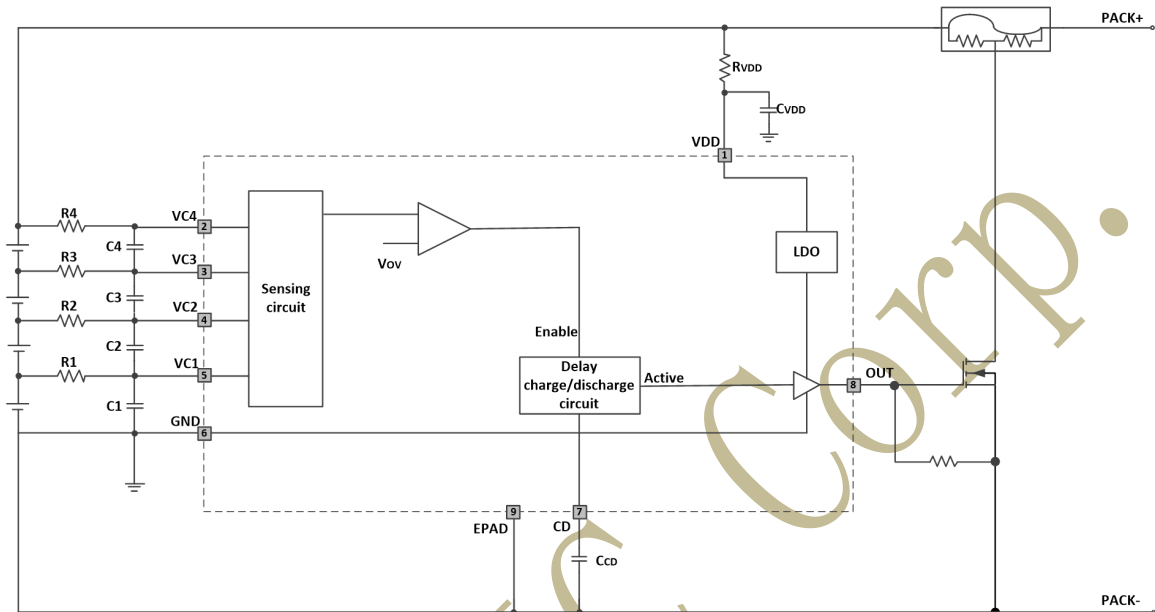 PACK+
RVDD
CVDD
VDD
1
R4
VC4
2
C4
VOV
LDO
R3
VC3
3
Sensing
circuit
C3
R2
VC2
4
Enable
C2
R1
VC1
5
Delay
charge/discharge
circuit
Active
OUT
8
C1
GND
6
9
EPAD
7
CD
CCD
PACK-
Corp.